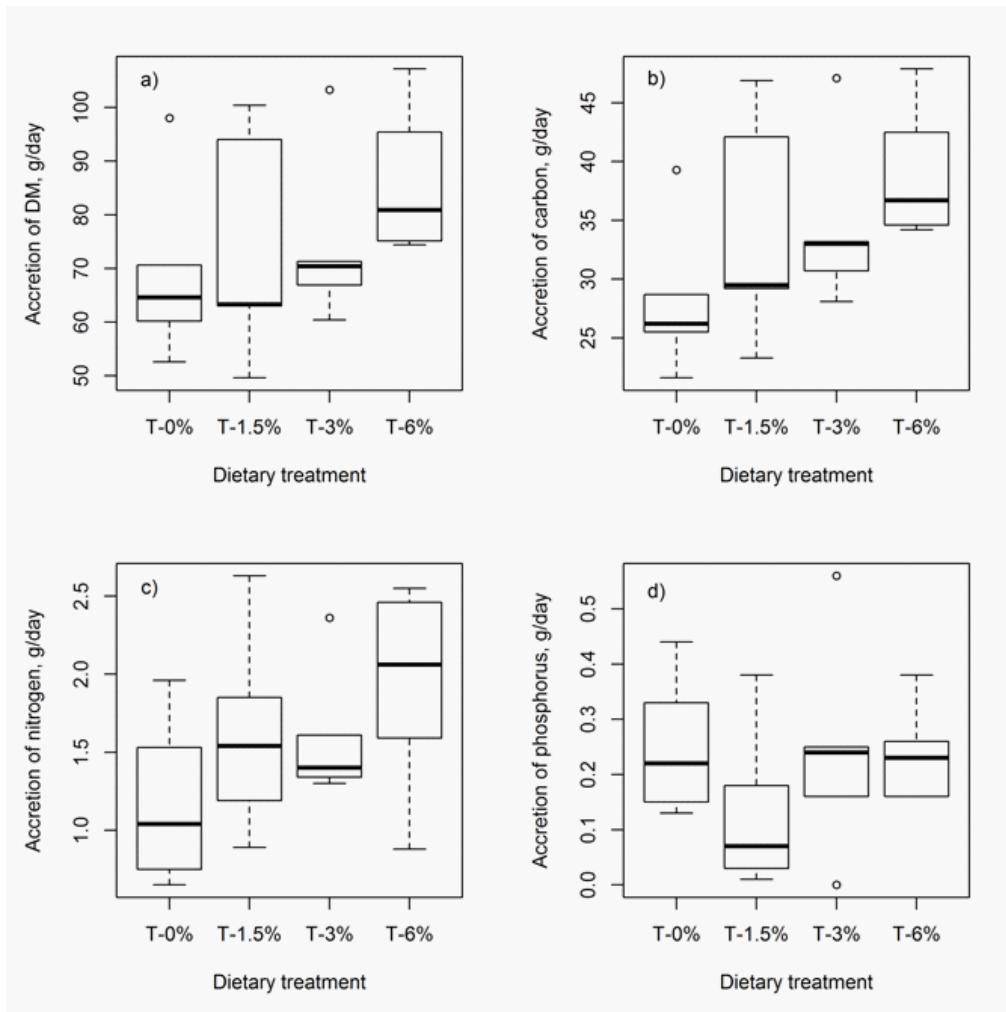 a)
Accretion of DM, g/day
100
90
80
70
60
50
T-0% T-1.5% T-3% T-6%
Dietary treatment
b)
Accretion of carbon, g/day
45
40
35
30
25
T-0% T-1.5% T-3% T-6%
Dietary treatment
c)
Accretion of nitrogen, g/day
2.5
2.0
1.5
1.0
T-0% T-1.5% T-3% T-6%
Dietary treatment
d)
Accretion of phosphorus, g/day
0.5
0.4
0.3
0.2
0.1
0.0
T-0% T-1.5% T-3% T-6%
Dietary treatment